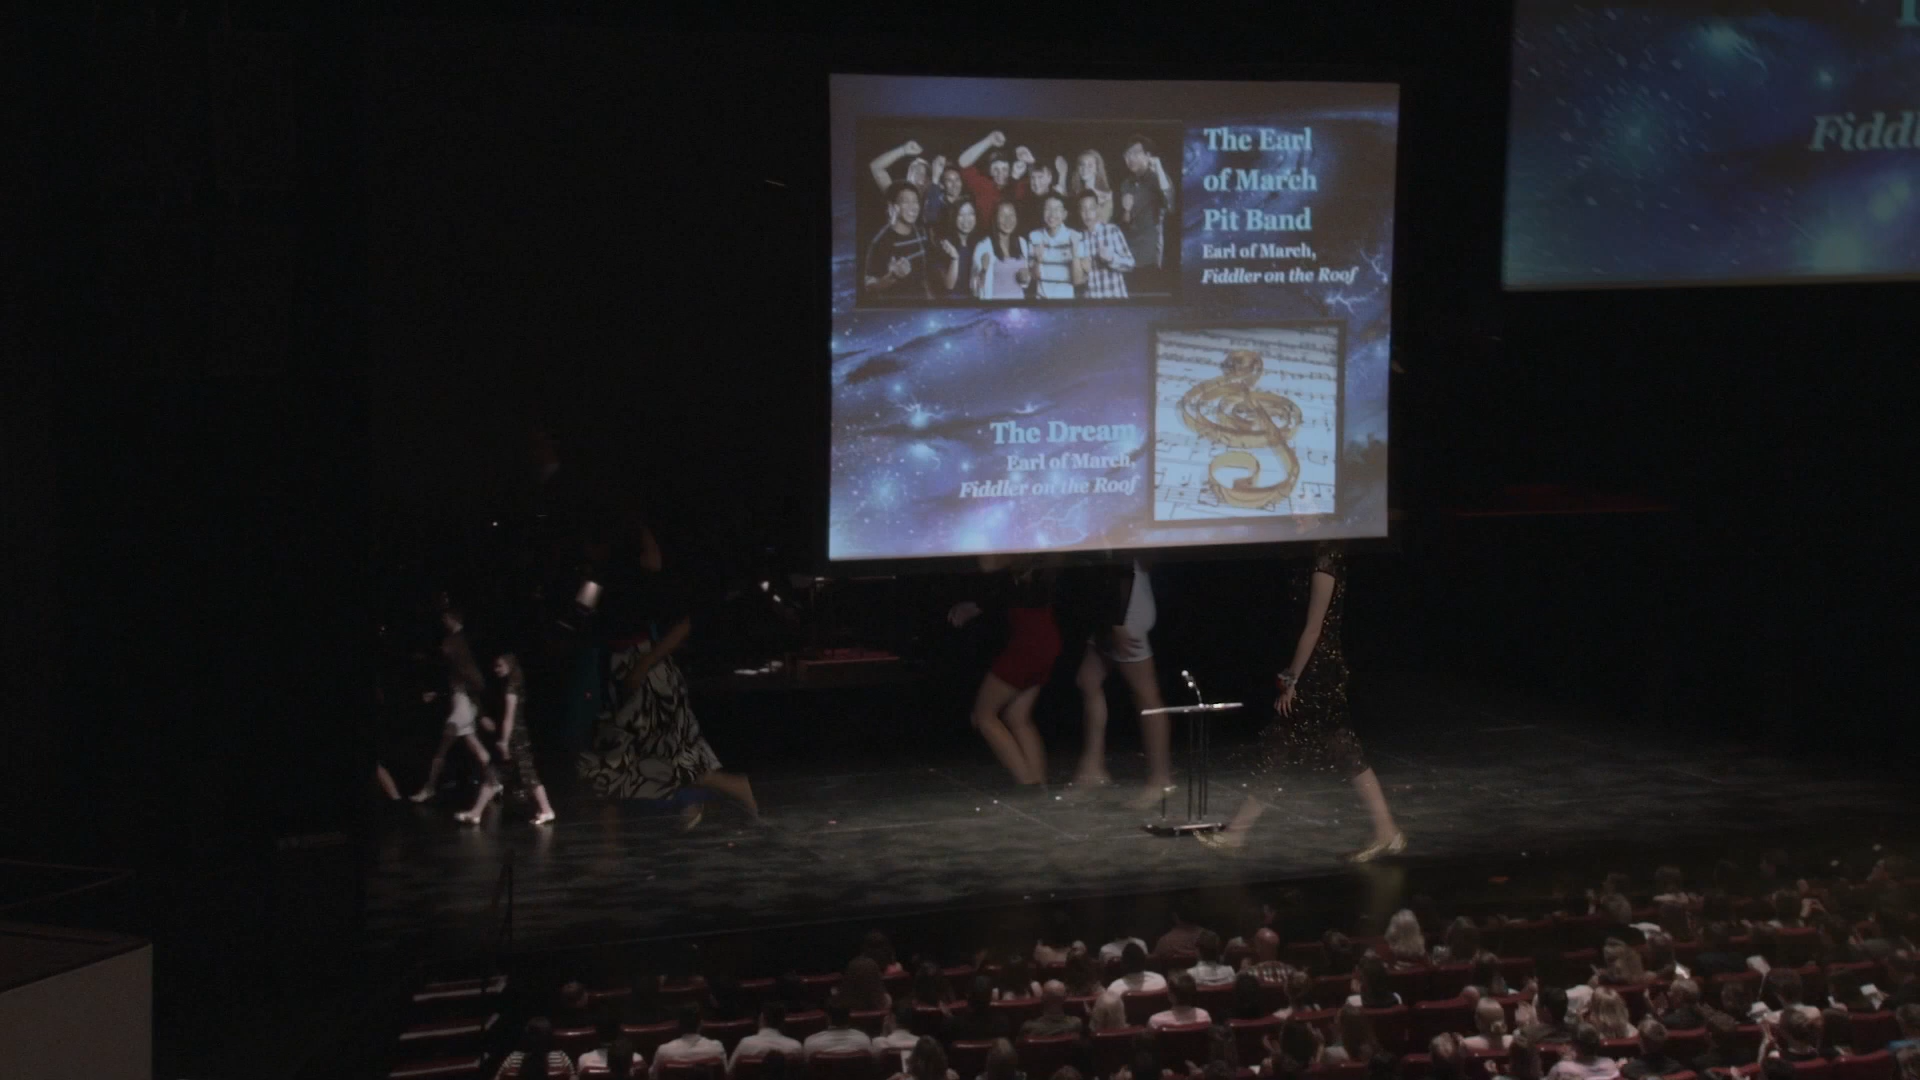 The Earl
of March
Pit Band
Earl of March,
Fiddler on the Roof
The Dream
Earl of March,
Fiddler on the Roof